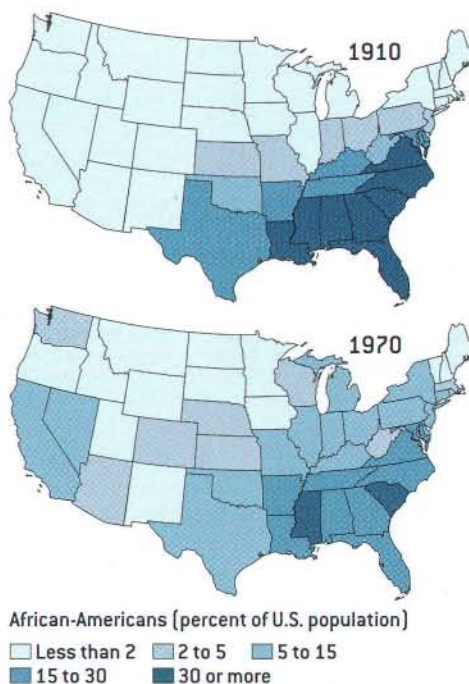 1910
1970
African-Americans (percent of U.S. population)
Less than 2 2 to 5 5 to 15
15 to 30 30 or more